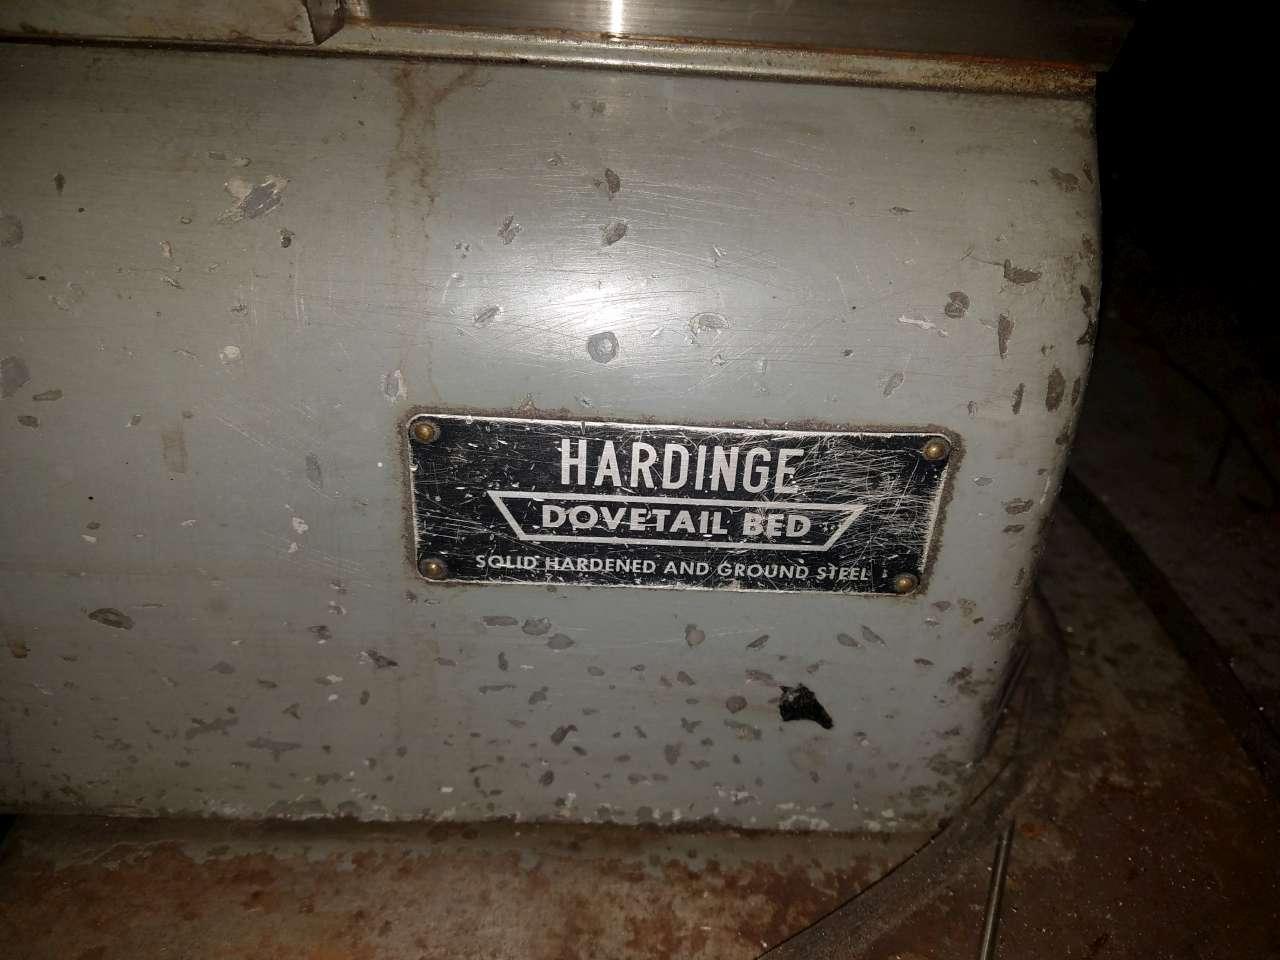 HARDINGE
DOVETAIL BED
SOLID HARDENED AND GROUND STEEL